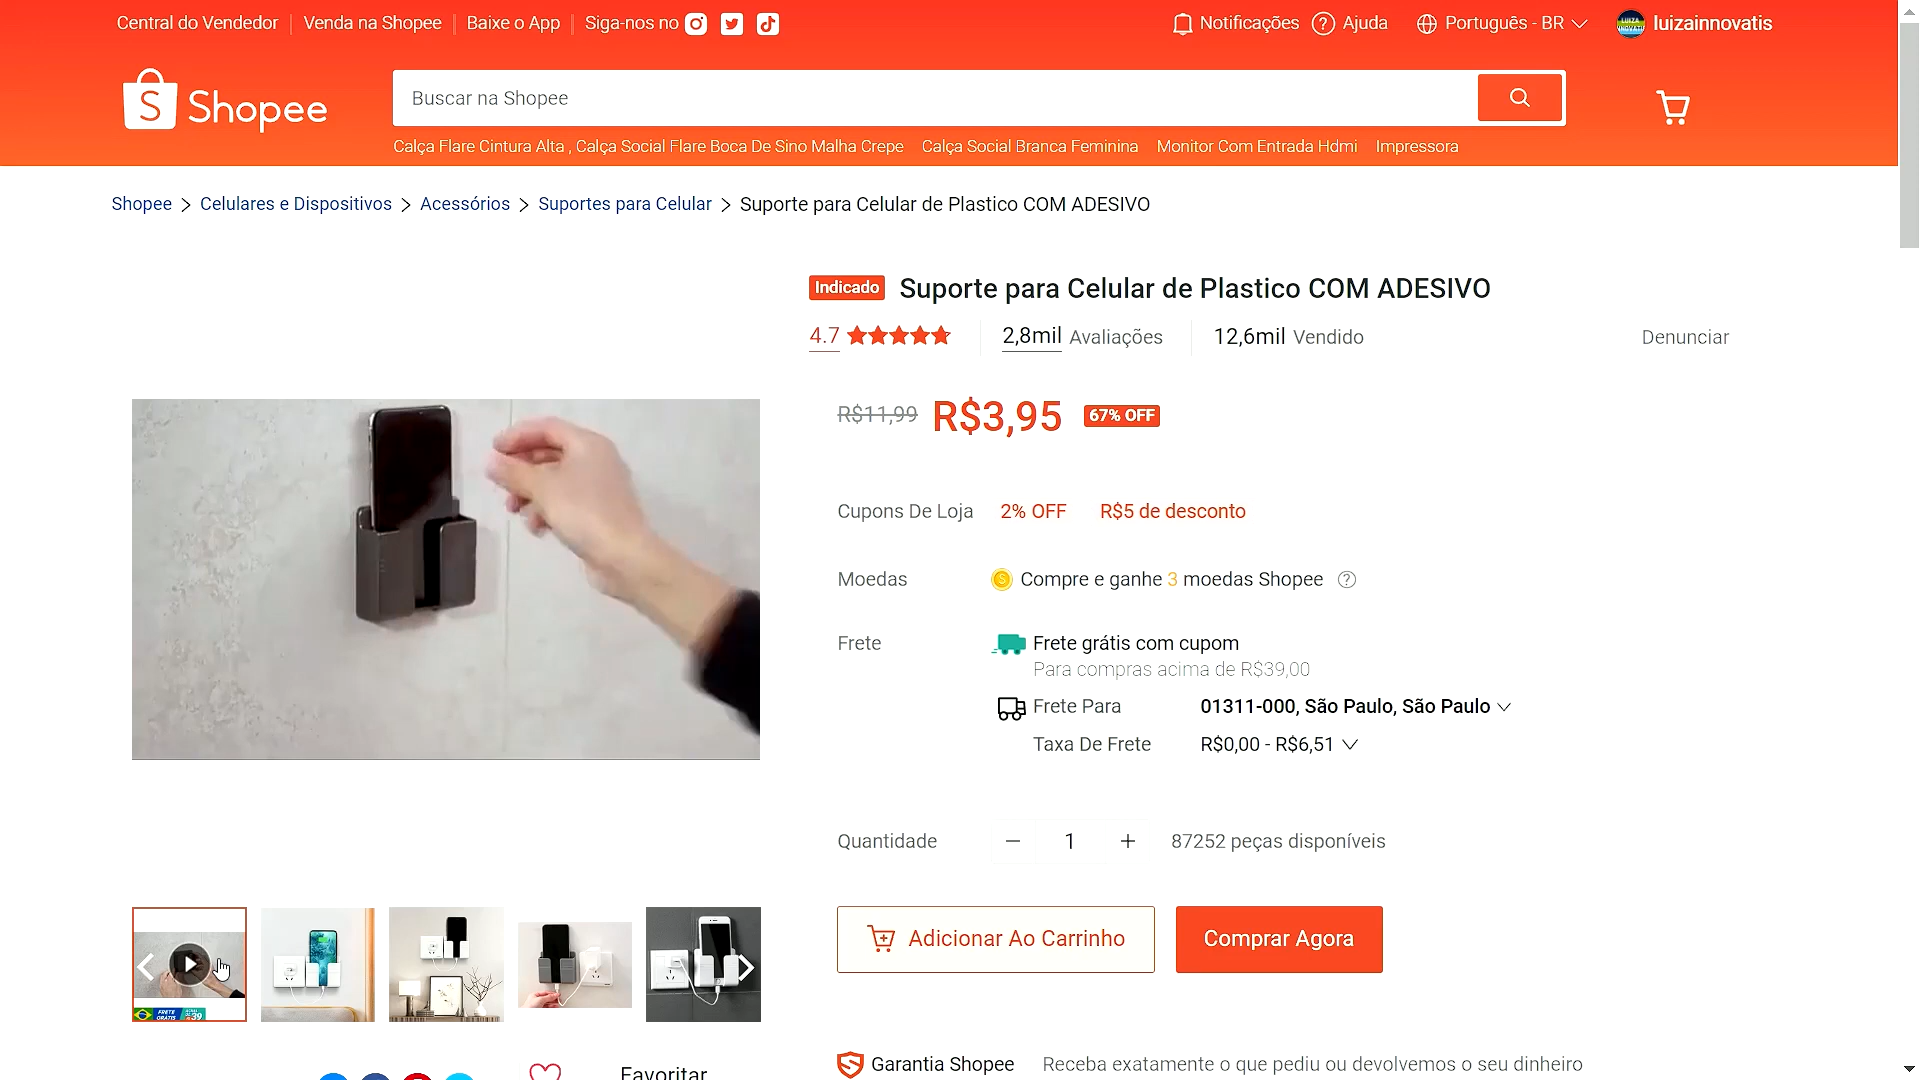 Central do Vendedor Venda na Shopee Baixe o App Siga-nos no Notificações Ajuda Português - BR luizainnovatis
Shopee Buscar na Shopee
Calça Flare Cintura Alta , Calça Social Flare Boca De Sino Malha Crepe Calça Social Branca Feminina Monitor Com Entrada Hdmi Impressora
Shopee > Celulares e Dispositivos > Acessórios > Suportes para Celular > Suporte para Celular de Plastico COM ADESIVO
Indicado Suporte para Celular de Plastico COM ADESIVO
4.7 2,8mil Avaliações 12,6mil Vendido Denunciar
R$11,99 R$3,95 67% OFF
Cupons De Loja 2% OFF R$5 de desconto
Moedas Compre e ganhe 3 moedas Shopee
Frete Frete grátis com cupom
Para compras acima de R$39,00
Frete Para 01311-000, São Paulo, São Paulo
Taxa De Frete R$0,00 - R$6,51
Quantidade 1 87252 peças disponíveis
Adicionar Ao Carrinho Comprar Agora
FRETE GRÁTIS
Garantia Shopee Receba exatamente o que pediu ou devolvemos o seu dinheiro
Favoritar